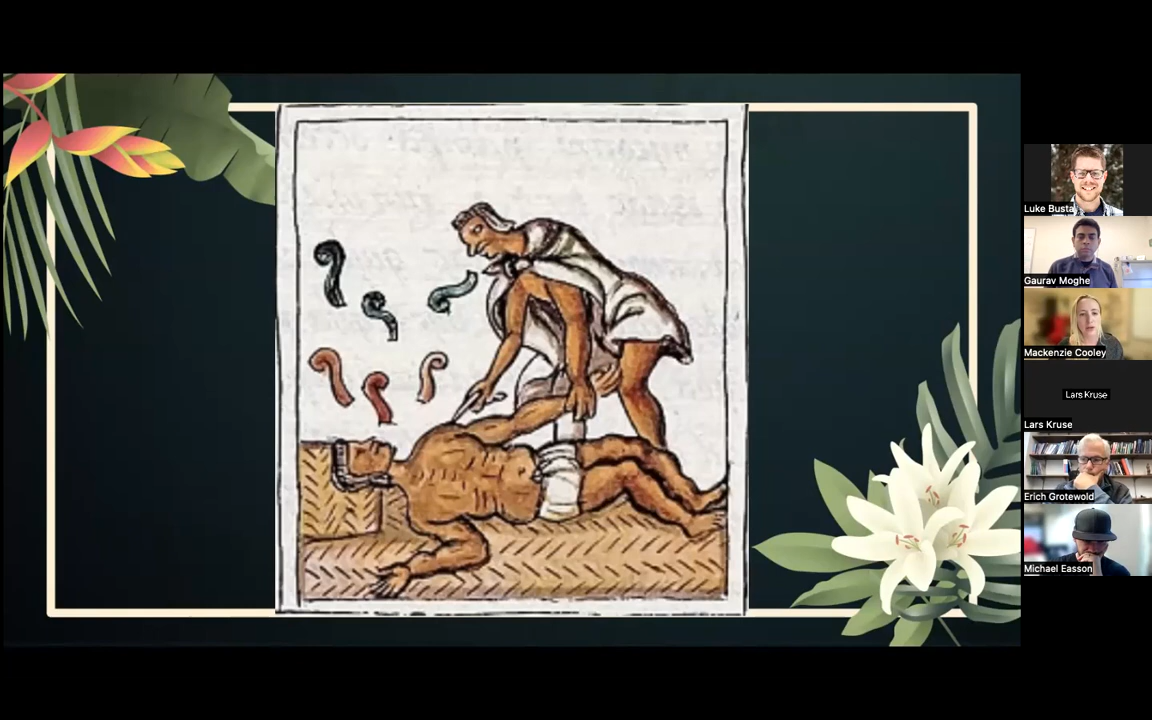 Luke Busta
Gaurav Moghe
Mackenzie Cooley
Lars Kruse
Lars Kruse
Erich Grotewold
Michael Easson